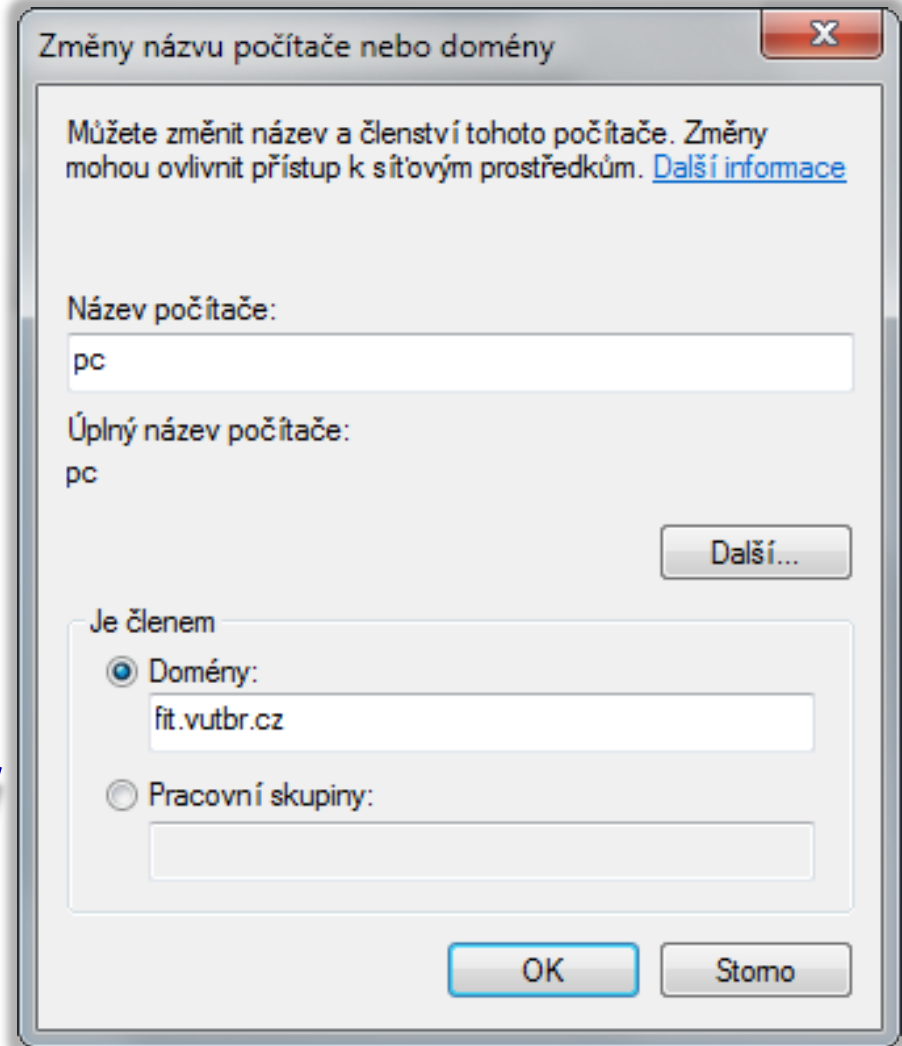 Změny názvu počítače nebo domény
Můžete změnit název a členství tohoto počítače. Změny
mohou ovlivnit přístup k síťovým prostředkům. Další informace
Název počítače:
pc
Úplný název počítače:
pc
Další...
Je členem
Domény:
fit.vutbr.cz
Pracovní skupiny:
OK
Storno